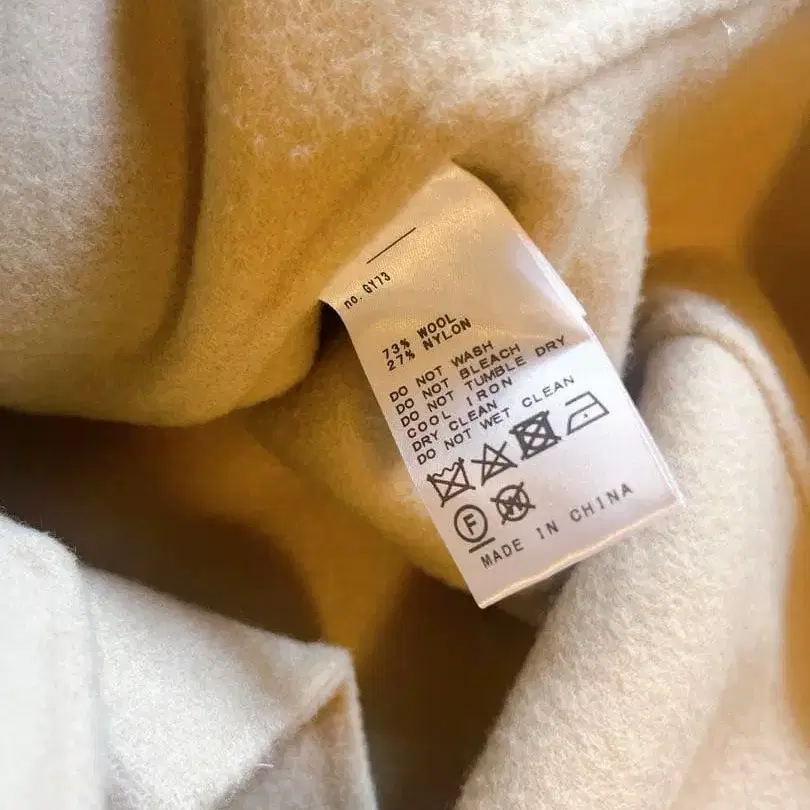 no. GY73
73% WOOL
27% NYLON
DO NOT WASH
DO NOT BLEACH
DO NOT TUMBLE DRY
COOL IRON
DRY CLEAN
DO NOT WET CLEAN
F W
MADE IN CHINA